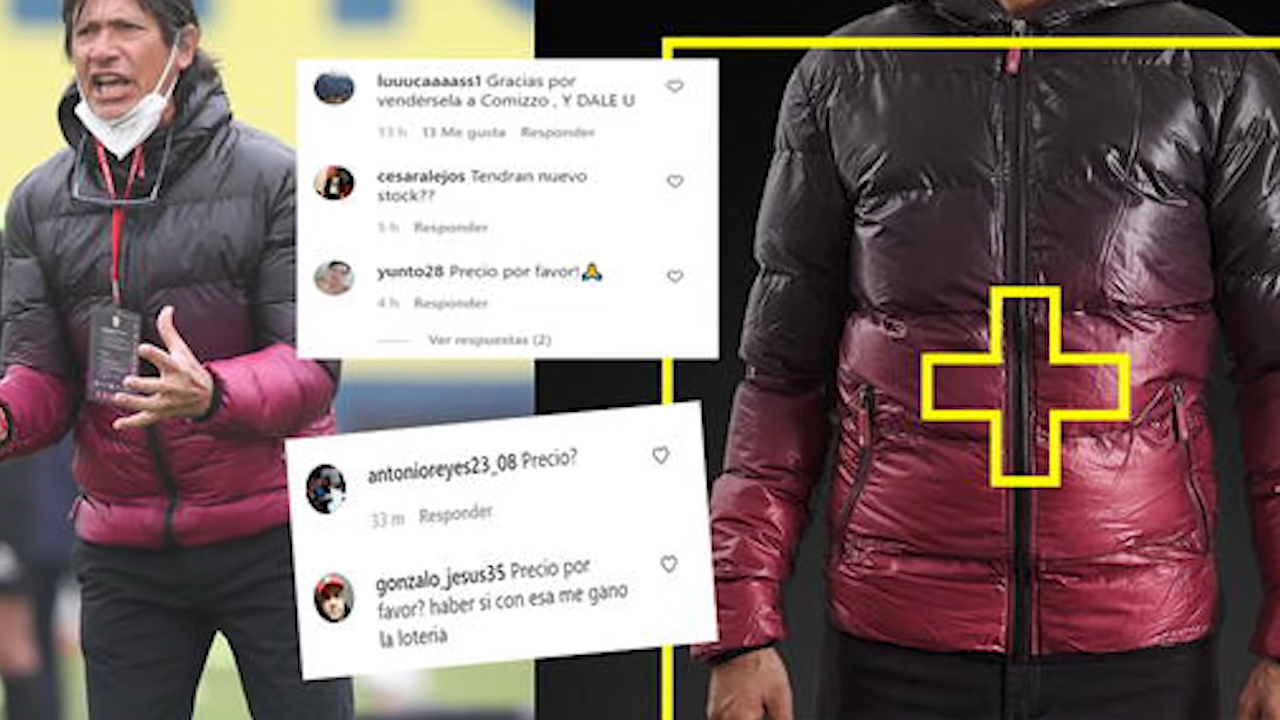 luuucaaaass1 Gracias por
vendérsela a Comizzo , Y DALE U
13 h 13 Me gusta Responder
cesaralejos Tendran nuevo
stock??
5 h Responder
yunto28 Precio por favor!🙏
4 h Responder
Ver respuestas (2)
antonioreyes23_08 Precio?
33 m Responder
gonzalo_jesus35 Precio por
favor? haber si con esa me gano
la loteria